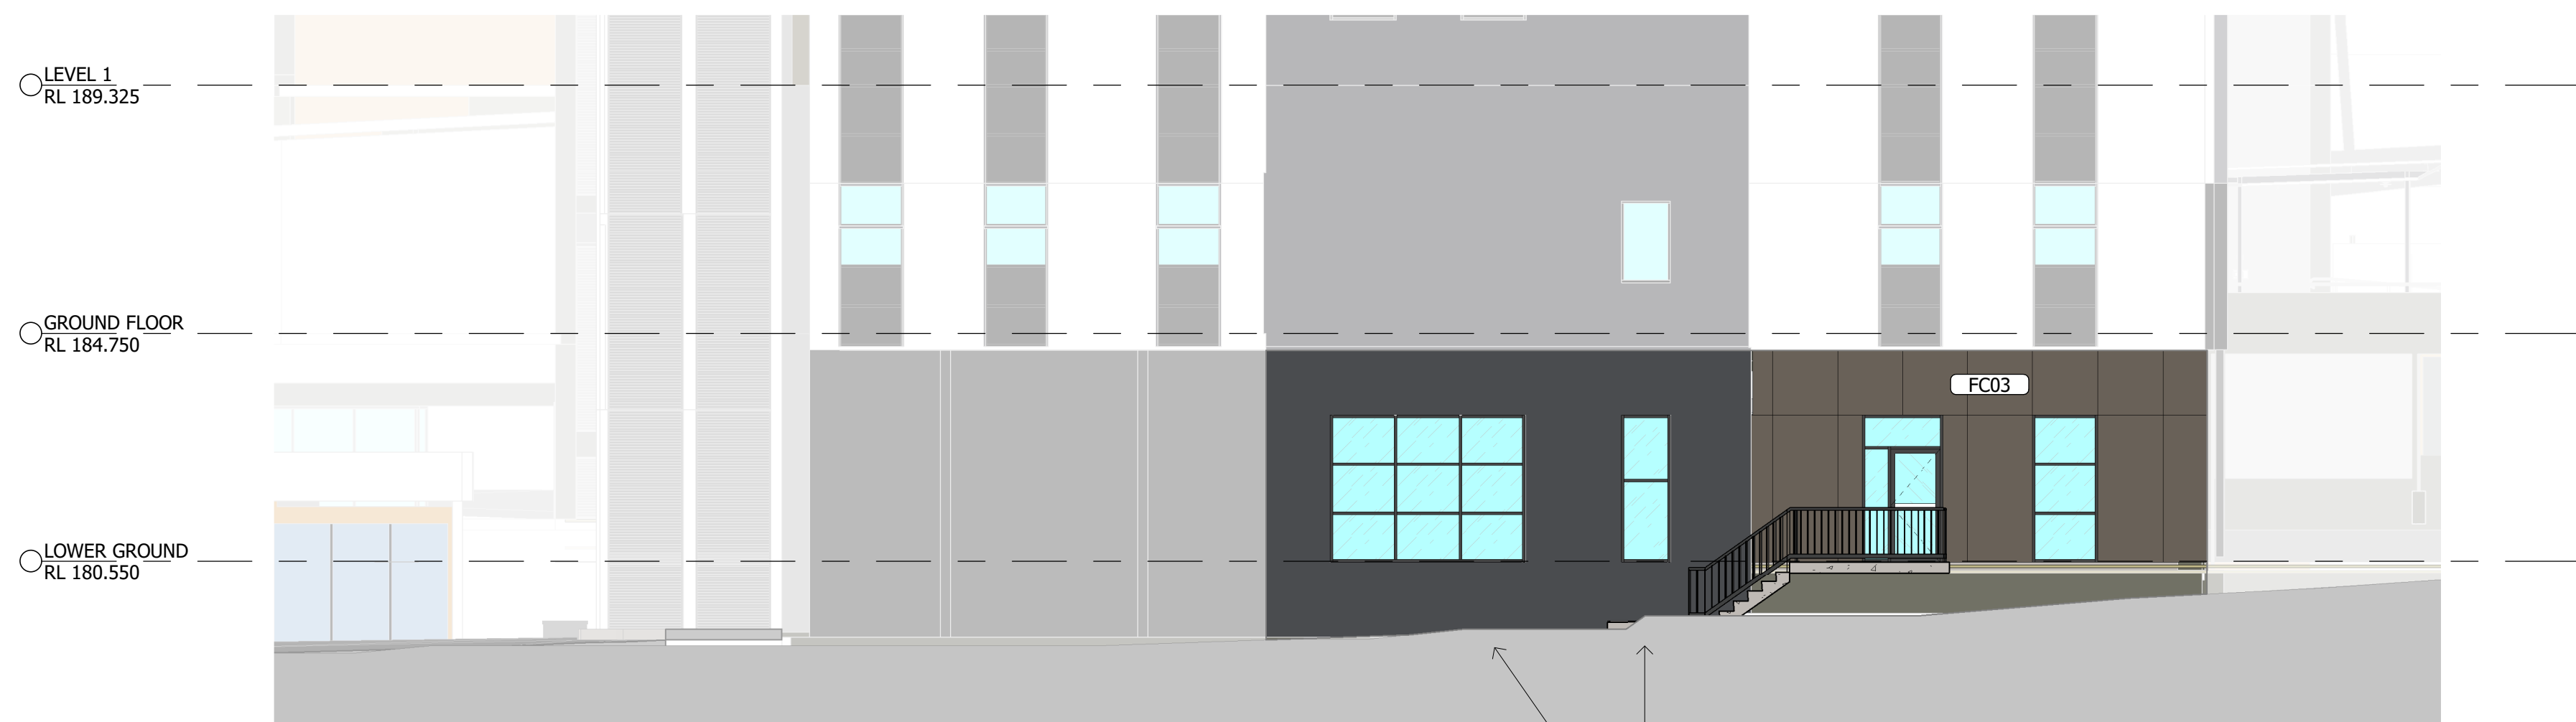 LEVEL 1
RL 189.325
GROUND FLOOR
RL 184.750
FC03
LOWER GROUND
RL 180.550